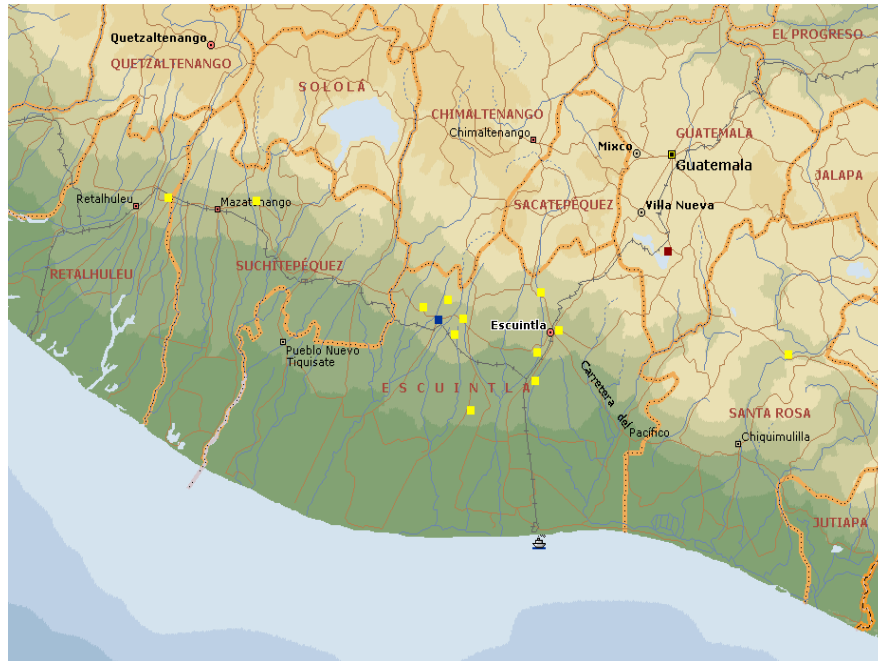 EL PROGRESO
Quetzaltenango
QUETZALTENANGO
SOLOLÁ
CHIMALTENANGO
Chimaltenango
GUATEMALA
Mixco
Guatemala
JALAPA
Retalhuleu
Mazatenango
SACATEPÉQUEZ
Villa Nueva
RETALHULEU
SUCHITEPÉQUEZ
Escuintla
Pueblo Nuevo
Tiquisate
ESCUINTLA
Carretera del Pacífico
SANTA ROSA
Chiquimulilla
JUTIAPA